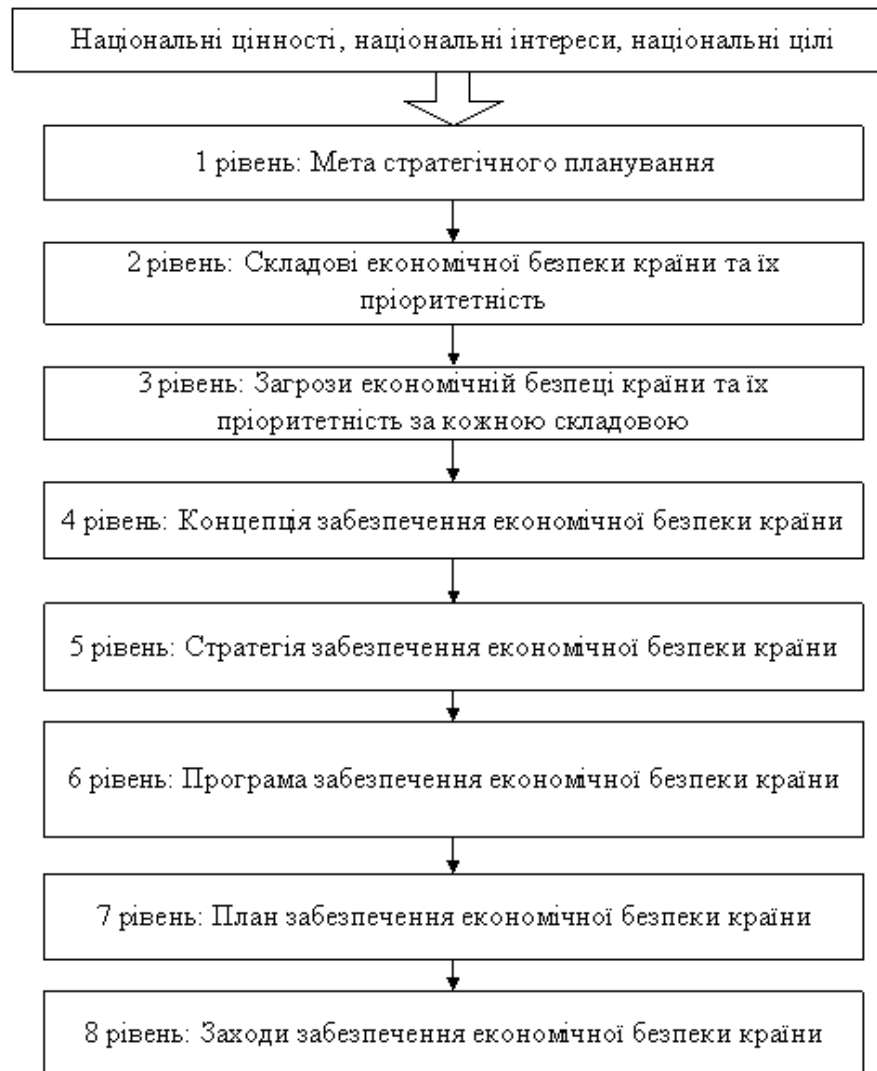 Національні цінності, національні інтереси, національні цілі
1 рівень: Мета стратегічного планування
2 рівень: Складові економічної безпеки країни та їх
пріоритетність
3 рівень: Загрози економічній безпеці країни та їх
пріоритетність за кожною складовою
4 рівень: Концепція забезпечення економічної безпеки країни
5 рівень: Стратегія забезпечення економічної безпеки країни
6 рівень: Програма забезпечення економічної безпеки країни
7 рівень: План забезпечення економічної безпеки країни
8 рівень: Заходи забезпечення економічної безпеки країни